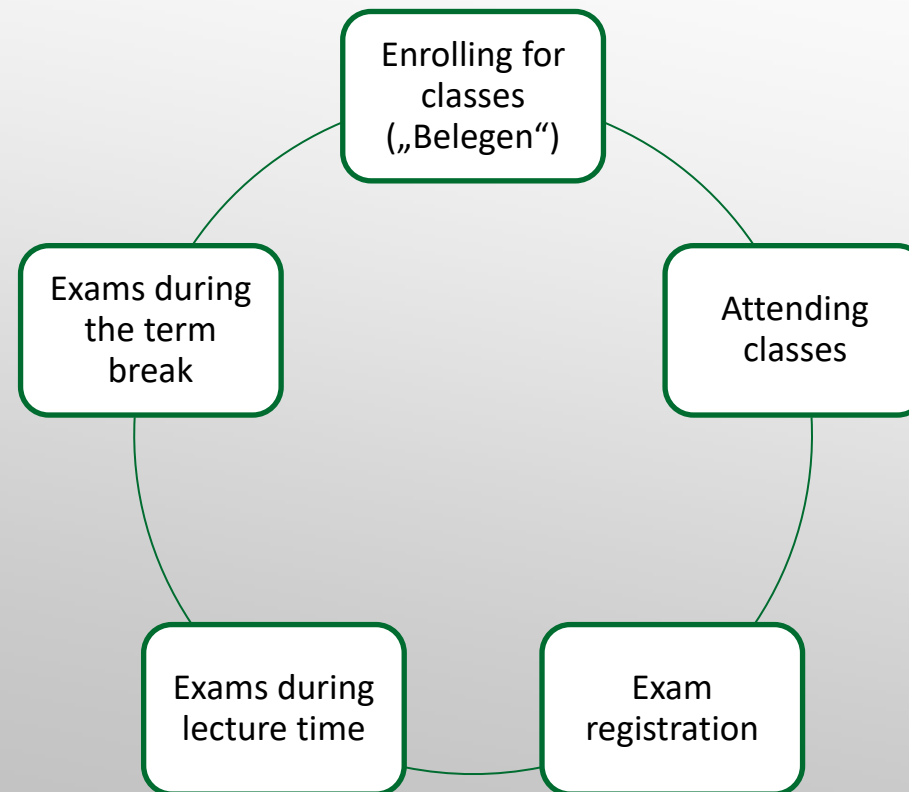 Enrolling for
classes
(„Belegen“)
Attending
classes
Exam
registration
Exams during
lecture time
Exams during
the term
break